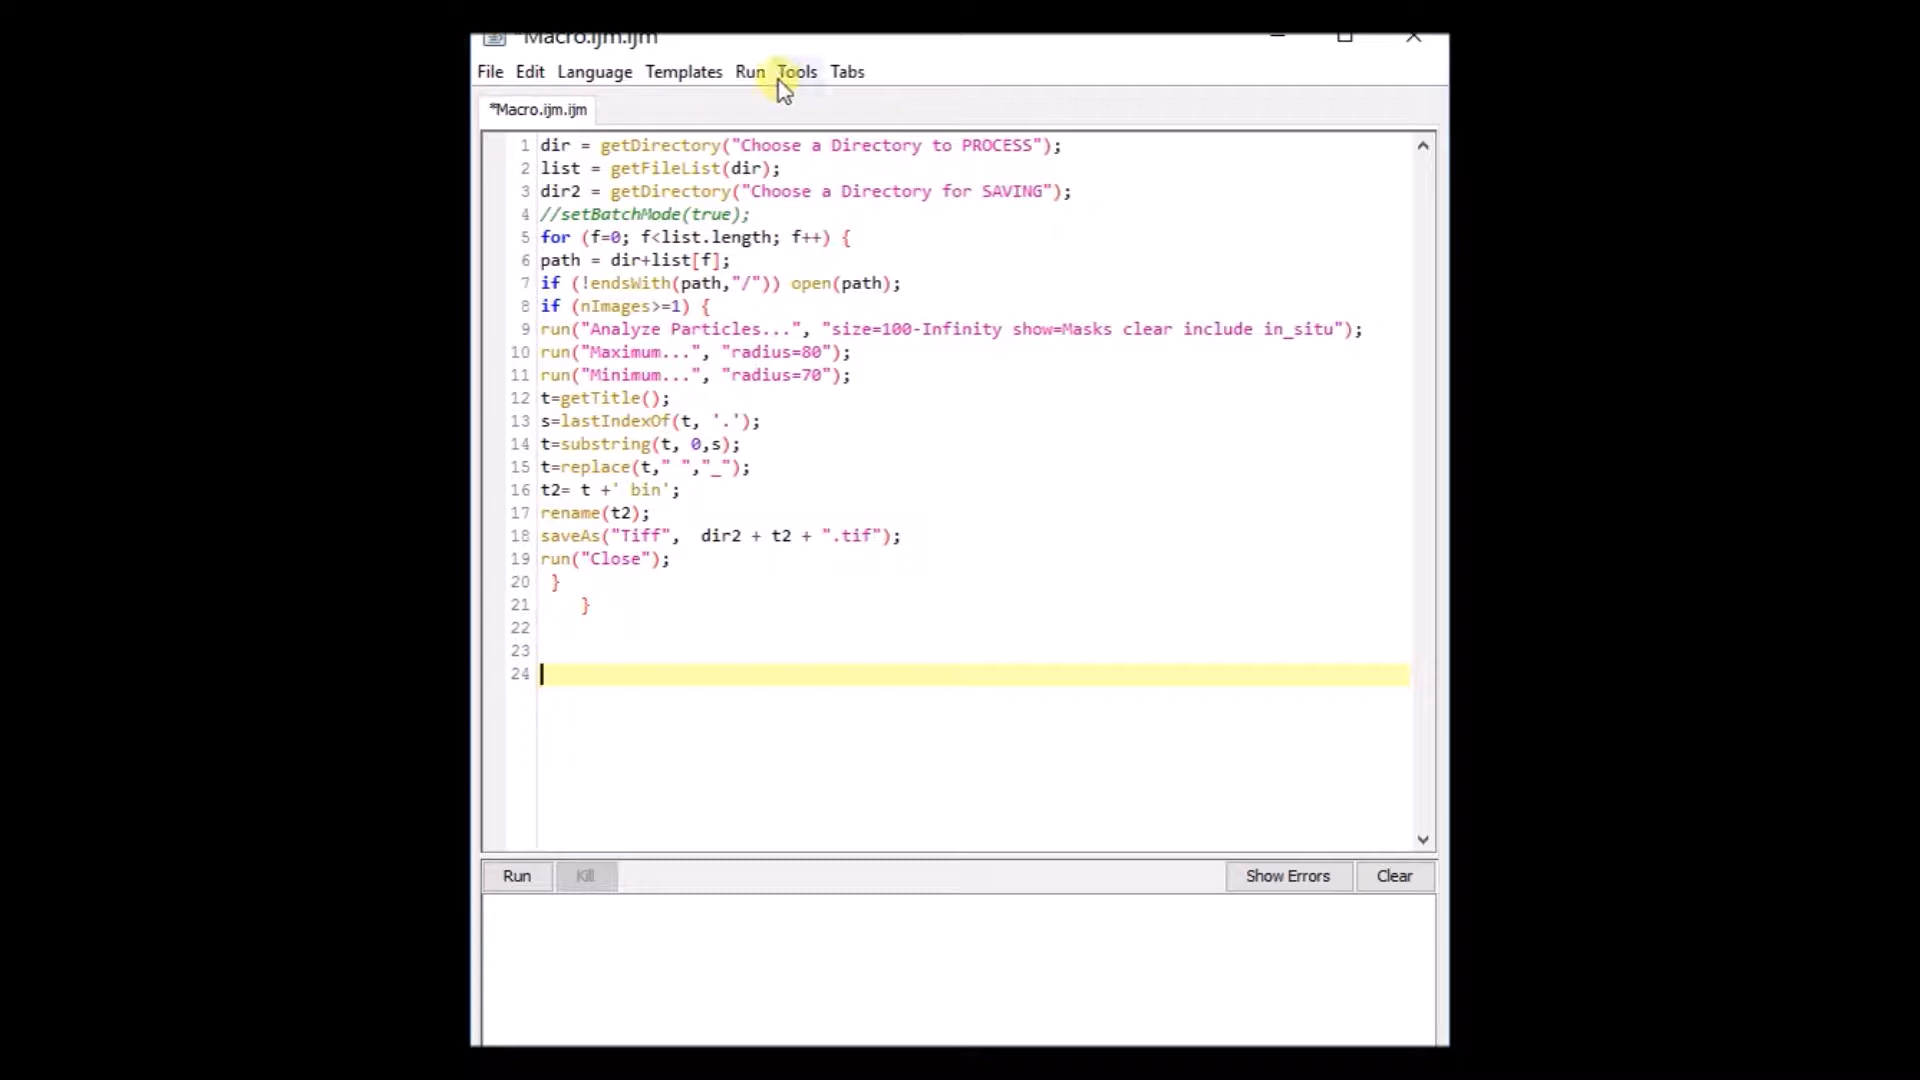 *Macro.ijm.ijm
File Edit Language Templates Run Tools Tabs
*Macro.ijm.ijm
1 dir = getDirectory("Choose a Directory to PROCESS");
2 list = getFileList(dir);
3 dir2 = getDirectory("Choose a Directory for SAVING");
4 //setBatchMode(true);
5 for (f=0; f<list.length; f++) {
6 path = dir+list[f];
7 if (!endsWith(path,"/")) open(path);
8 if (nImages>=1) {
9 run("Analyze Particles...", "size=100-Infinity show=Masks clear include in_situ");
10 run("Maximum...", "radius=80");
11 run("Minimum...", "radius=70");
12 t=getTitle();
13 s=lastIndexOf(t, '.');
14 t=substring(t, 0,s);
15 t=replace(t," ","_");
16 t2= t +' bin';
17 rename(t2);
18 saveAs("Tiff",  dir2 + t2 + ".tif");
19 run("Close");
20 }
21 }
22
23
24
Run Kill Show Errors Clear